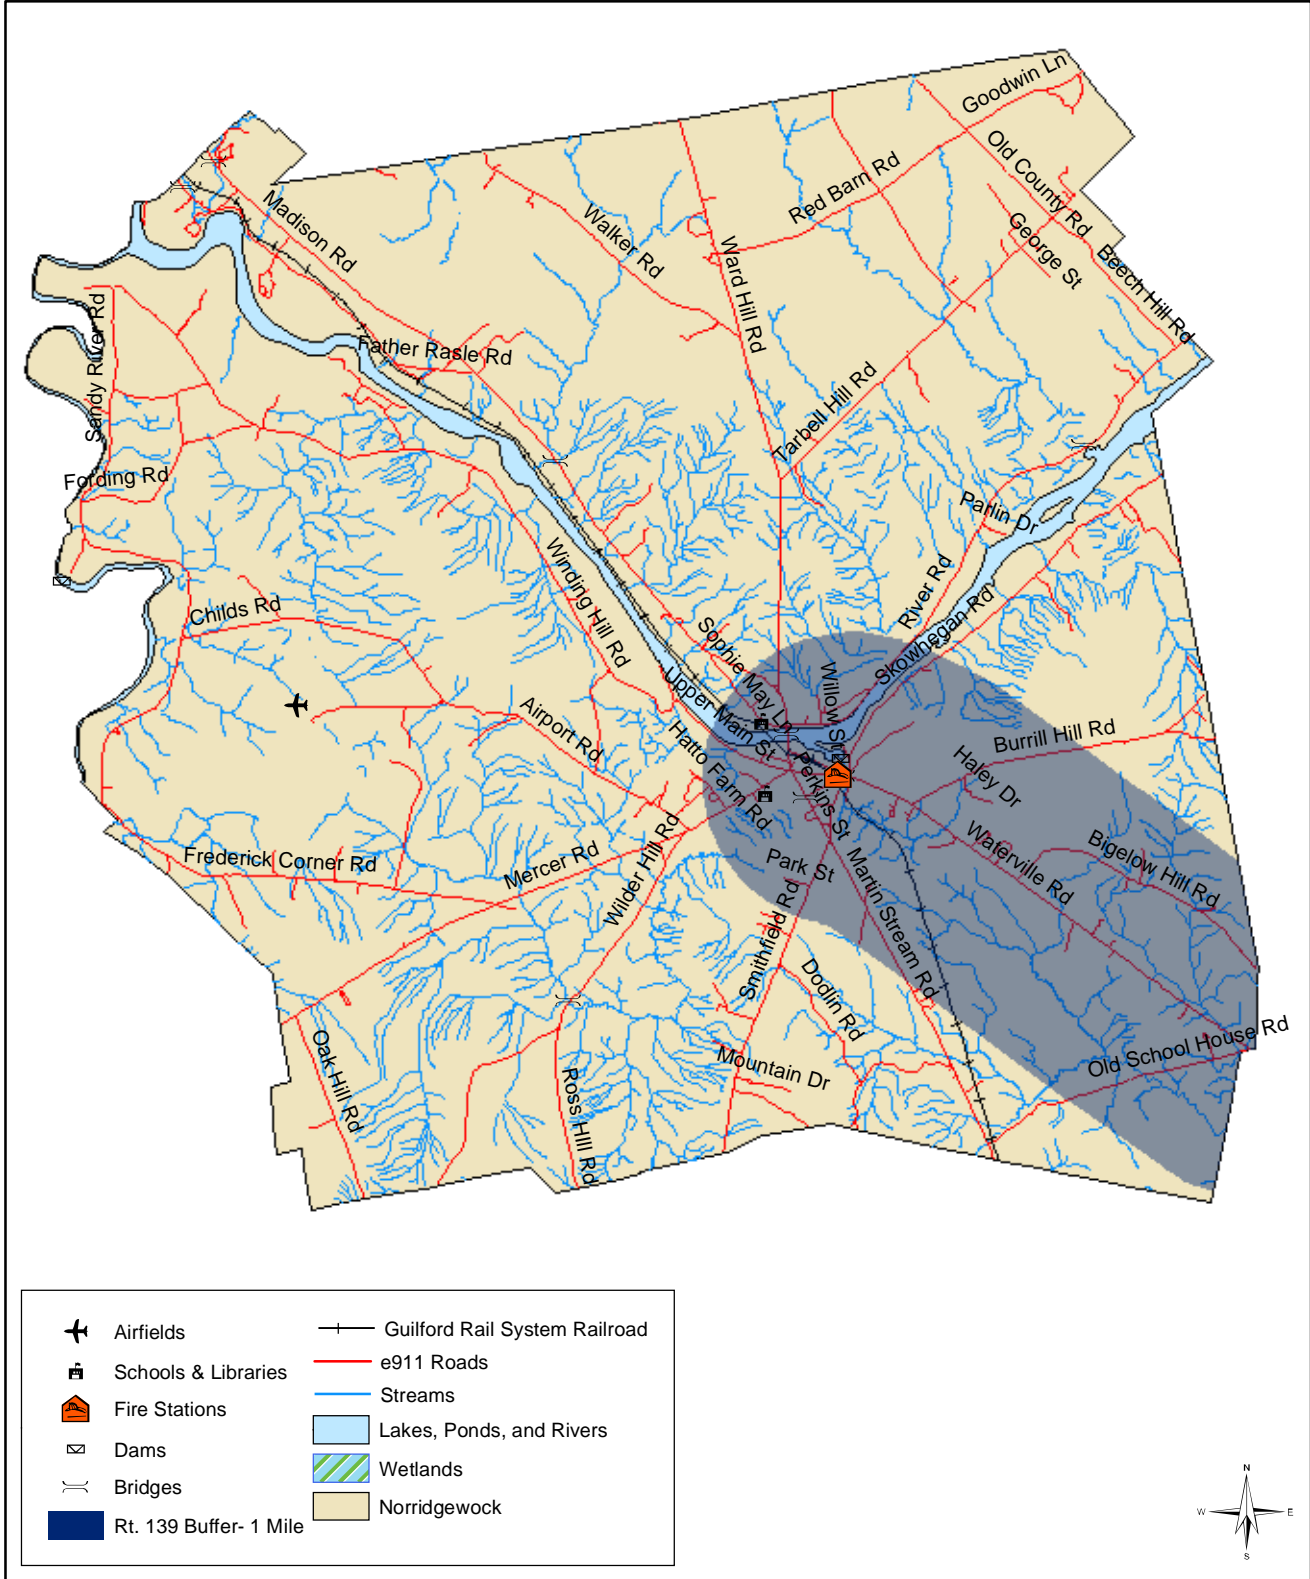 Goodwin Ln
Old County Rd
Red Barn Rd
George St
Beech Hill Rd
Madison Rd
Walker Rd
Ward Hill Rd
Father Rasle Rd
Sandy River Rd
Tarbell Hill Rd
Fording Rd
Parlin Dr
Winding Hill Rd
River Rd
Childs Rd
Skowhegan Rd
Sophie May Ln
Willow St
Upper Main St
Airport Rd
Hatto Farm Rd
Perkins St
Burrill Hill Rd
Haley Dr
Waterville Rd
Bigelow Hill Rd
Frederick Corner Rd
Mercer Rd
Wilder Hill Rd
Park St
Martin Stream Rd
Smithfield Rd
Dodlin Rd
Oak Hill Rd
Ross HIll Rd
Mountain Dr
Old School House Rd
Airfields
Schools & Libraries
Fire Stations
Dams
Bridges
Rt. 139 Buffer- 1 Mile
Guilford Rail System Railroad
e911 Roads
Streams
Lakes, Ponds, and Rivers
Wetlands
Norridgewock
N
W
E
S